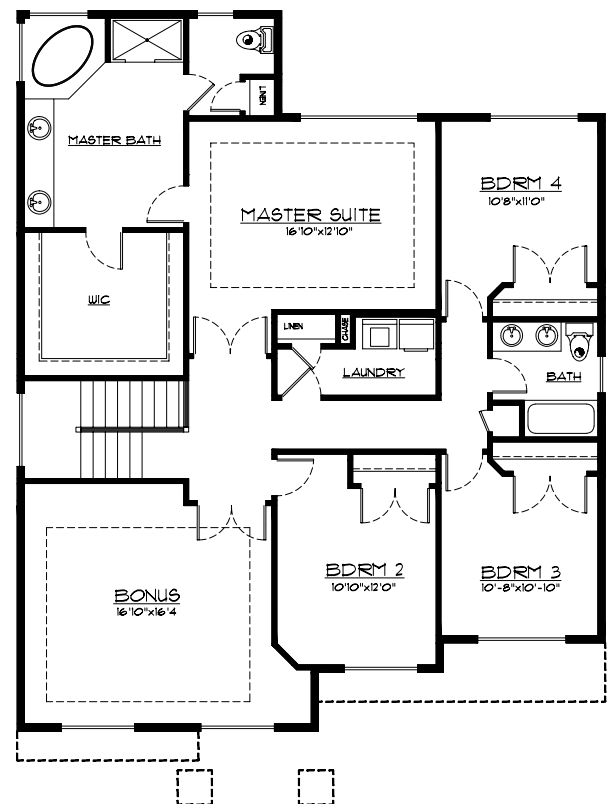 LINEN
MASTER BATH
BDRM 4
10'8"x11'0"
MASTER SUITE
16'10"x12'10"
WIC
LINEN
CHASE
LAUNDRY
BATH
BDRM 2
10'10"x12'0"
BDRM 3
10'-8"x10'-10"
BONUS
16'10"x16'4